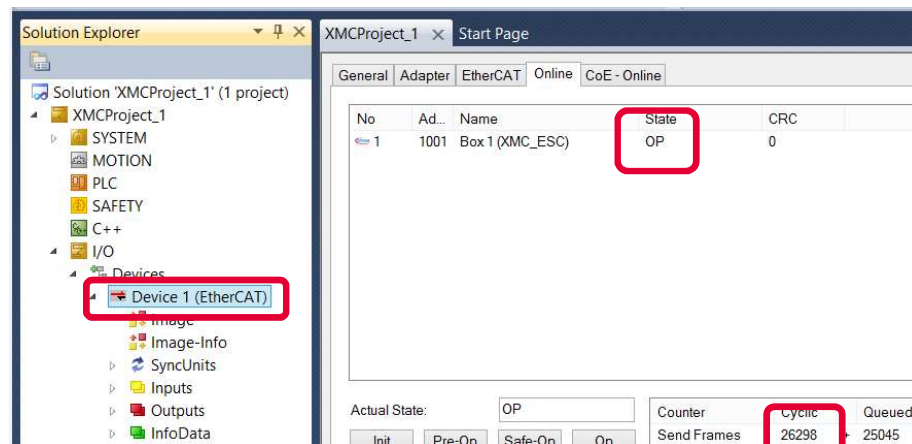 Solution Explorer
Solution 'XMCProject_1' (1 project)
XMCProject_1
SYSTEM
MOTION
PLC
SAFETY
C++
I/O
Devices
Device 1 (EtherCAT)
Image
Image-Info
SyncUnits
Inputs
Outputs
InfoData
XMCProject_1 Start Page
General Adapter EtherCAT Online CoE - Online
No Ad... Name State CRC
1 1001 Box 1 (XMC_ESC) OP 0
Actual State: OP
Init Pre-Op Safe-Op Op
Counter Cyclic Queued
Send Frames 26298 + 25045